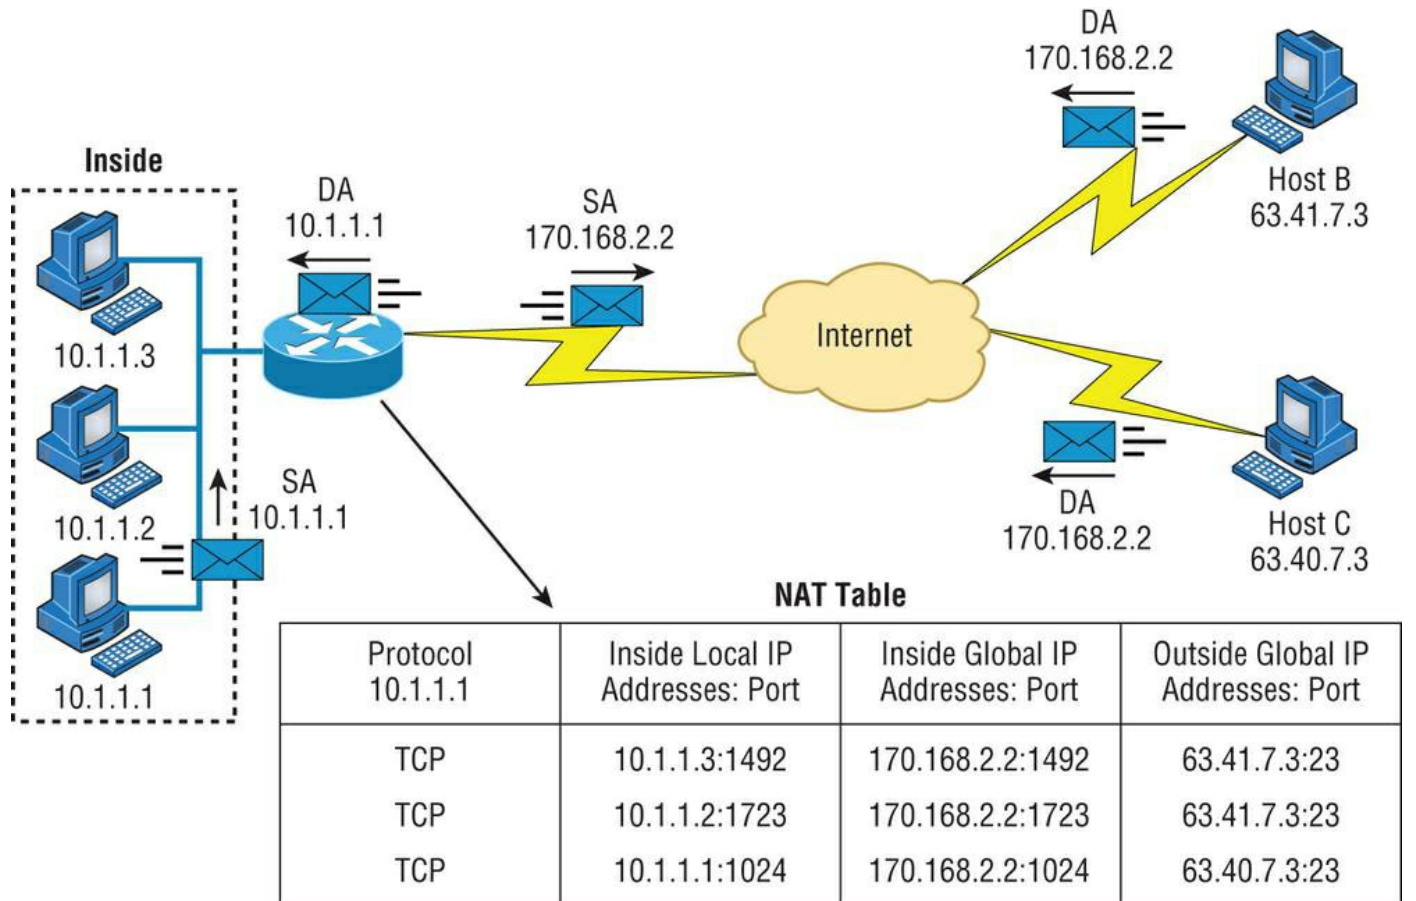 DA
170.168.2.2
Host B
63.41.7.3
Inside
DA
10.1.1.1
SA
170.168.2.2
Internet
10.1.1.3
10.1.1.2
SA
10.1.1.1
10.1.1.1
DA
170.168.2.2
Host C
63.40.7.3
NAT Table
Protocol
10.1.1.1
Inside Local IP
Addresses: Port
Inside Global IP
Addresses: Port
Outside Global IP
Addresses: Port
TCP 10.1.1.3:1492 170.168.2.2:1492 63.41.7.3:23
TCP 10.1.1.2:1723 170.168.2.2:1723 63.41.7.3:23
TCP 10.1.1.1:1024 170.168.2.2:1024 63.40.7.3:23